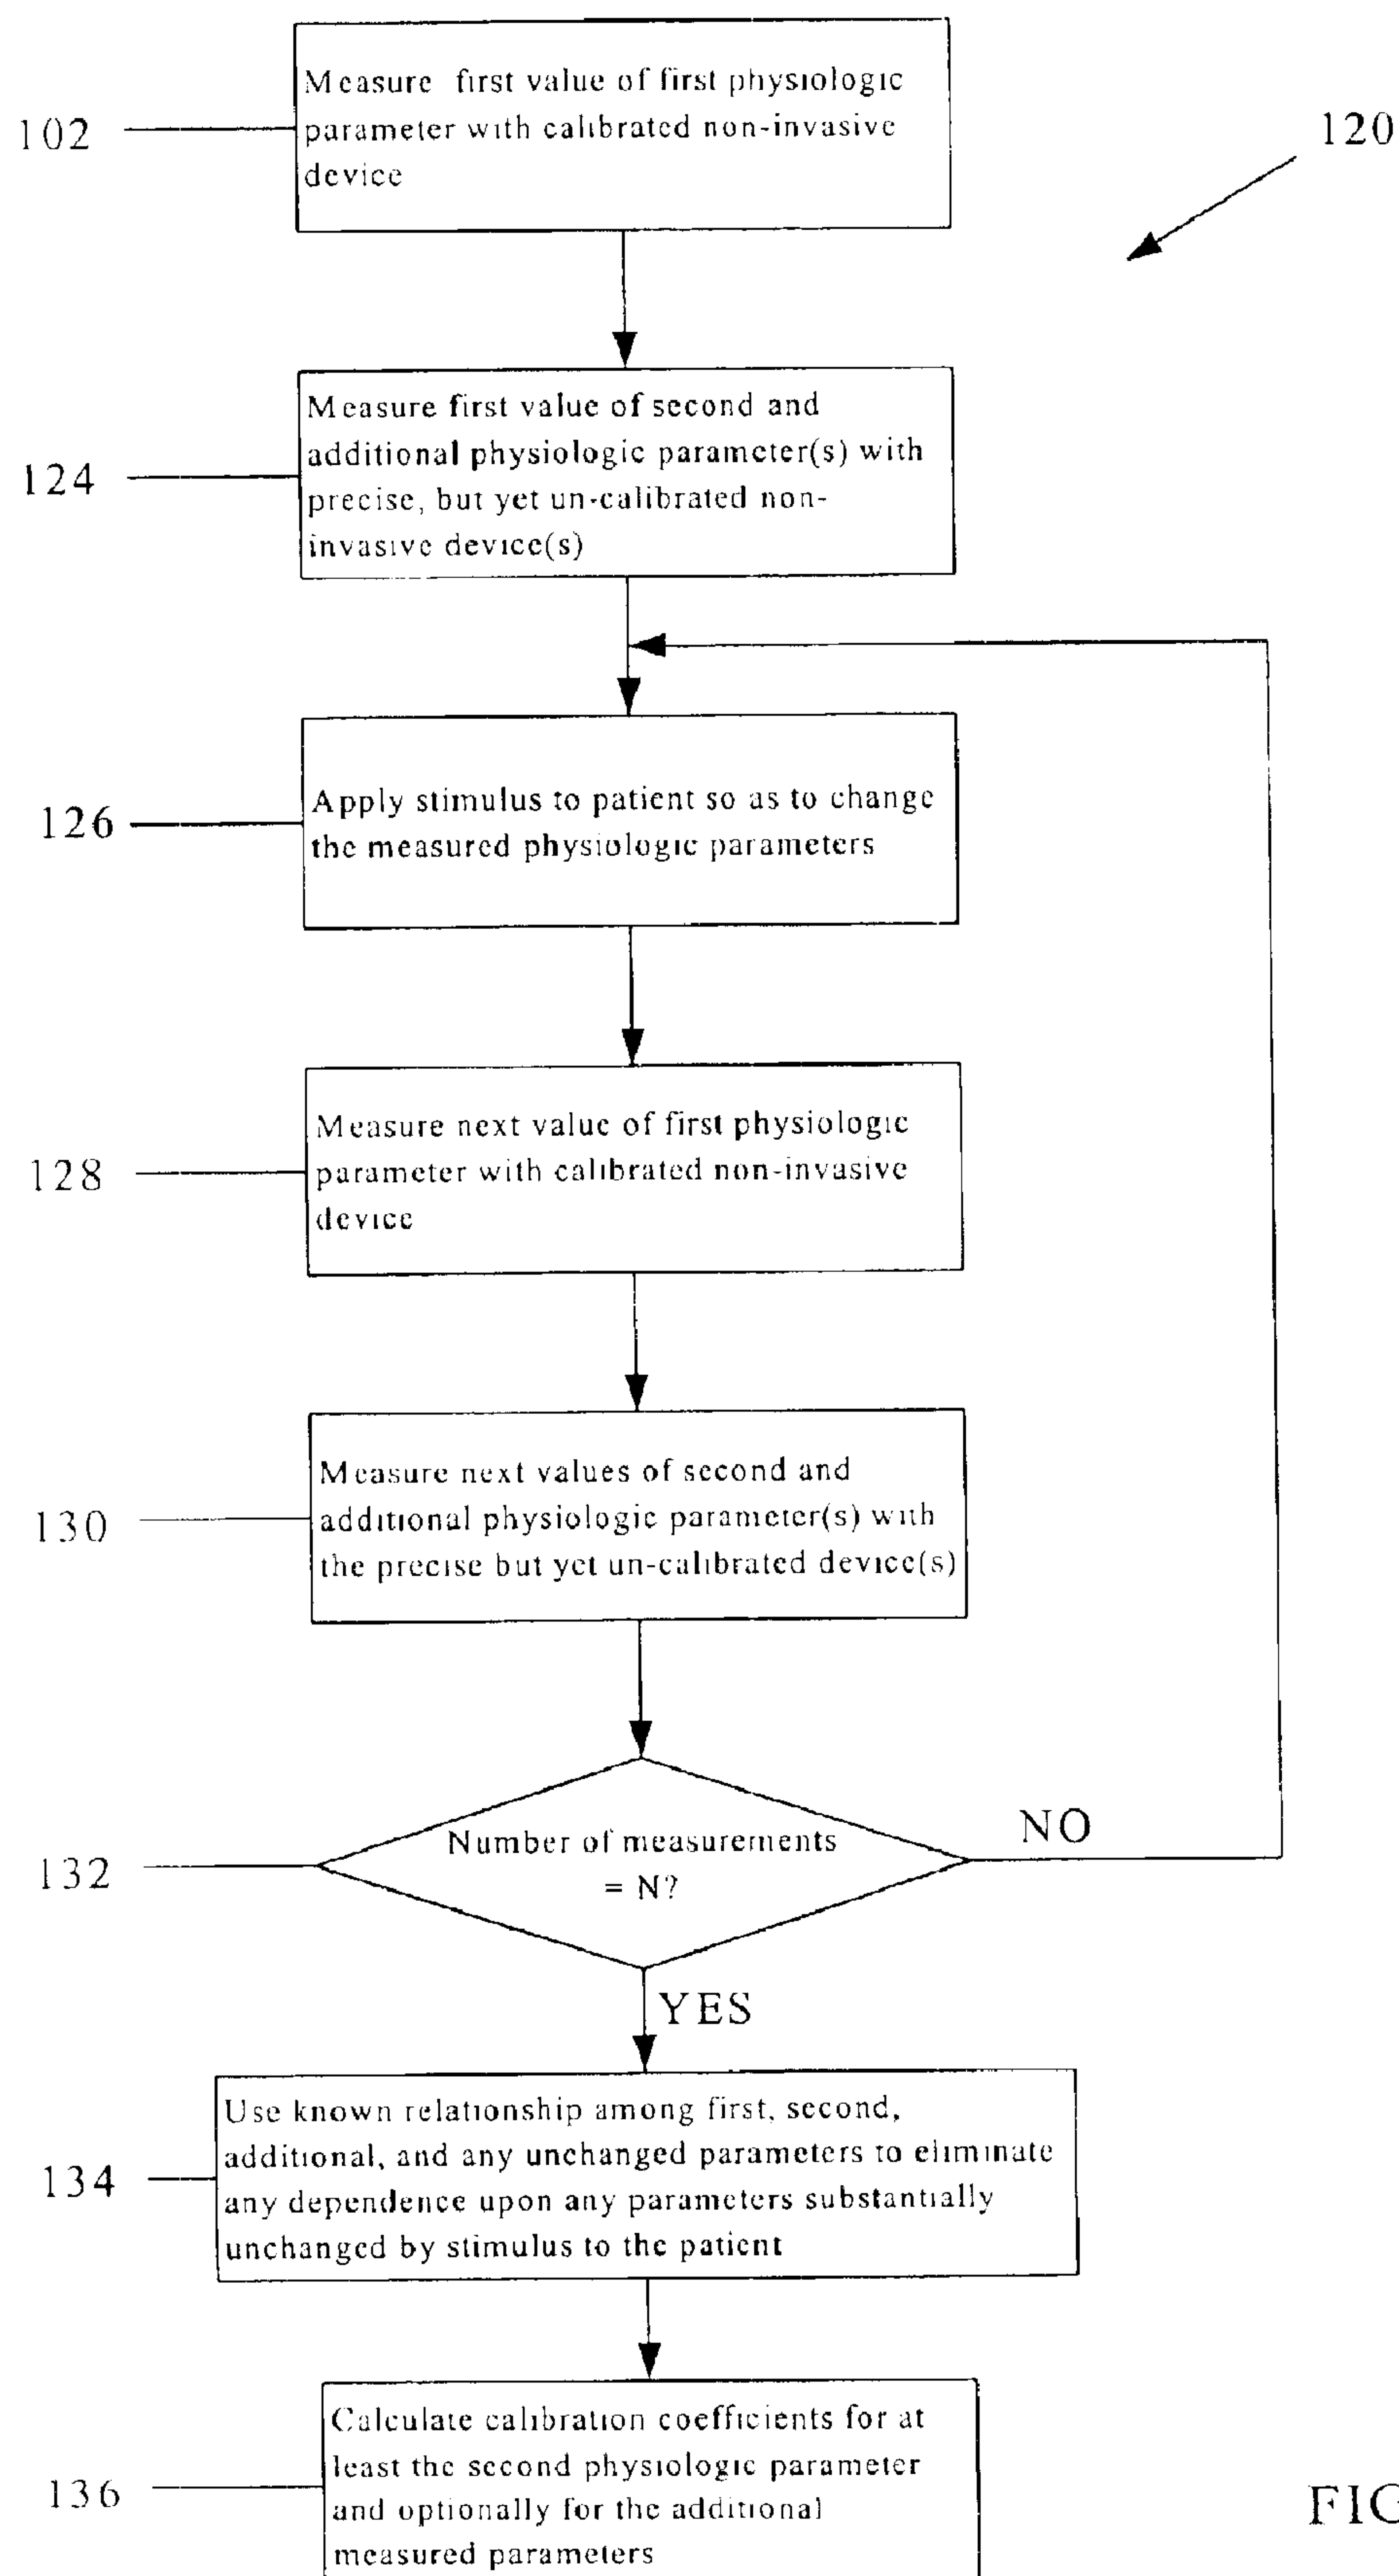 Measure first value of first physiologic
parameter with calibrated non-invasive
device
102
120
Measure first value of second and
additional physiologic parameter(s) with
precise, but yet un-calibrated non-
invasive device(s)
124
Apply stimulus to patient so as to change
the measured physiologic parameters
126
Measure next value of first physiologic
parameter with calibrated non-invasive
device
128
Measure next values of second and
additional physiologic parameter(s) with
the precise but yet un-calibrated device(s)
130
Number of measurements
= N?
132
NO
YES
Use known relationship among first, second,
additional, and any unchanged parameters to eliminate
any dependence upon any parameters substantially
unchanged by stimulus to the patient
134
Calculate calibration coefficients for at
least the second physiologic parameter
and optionally for the additional
measured parameters
136
FIG